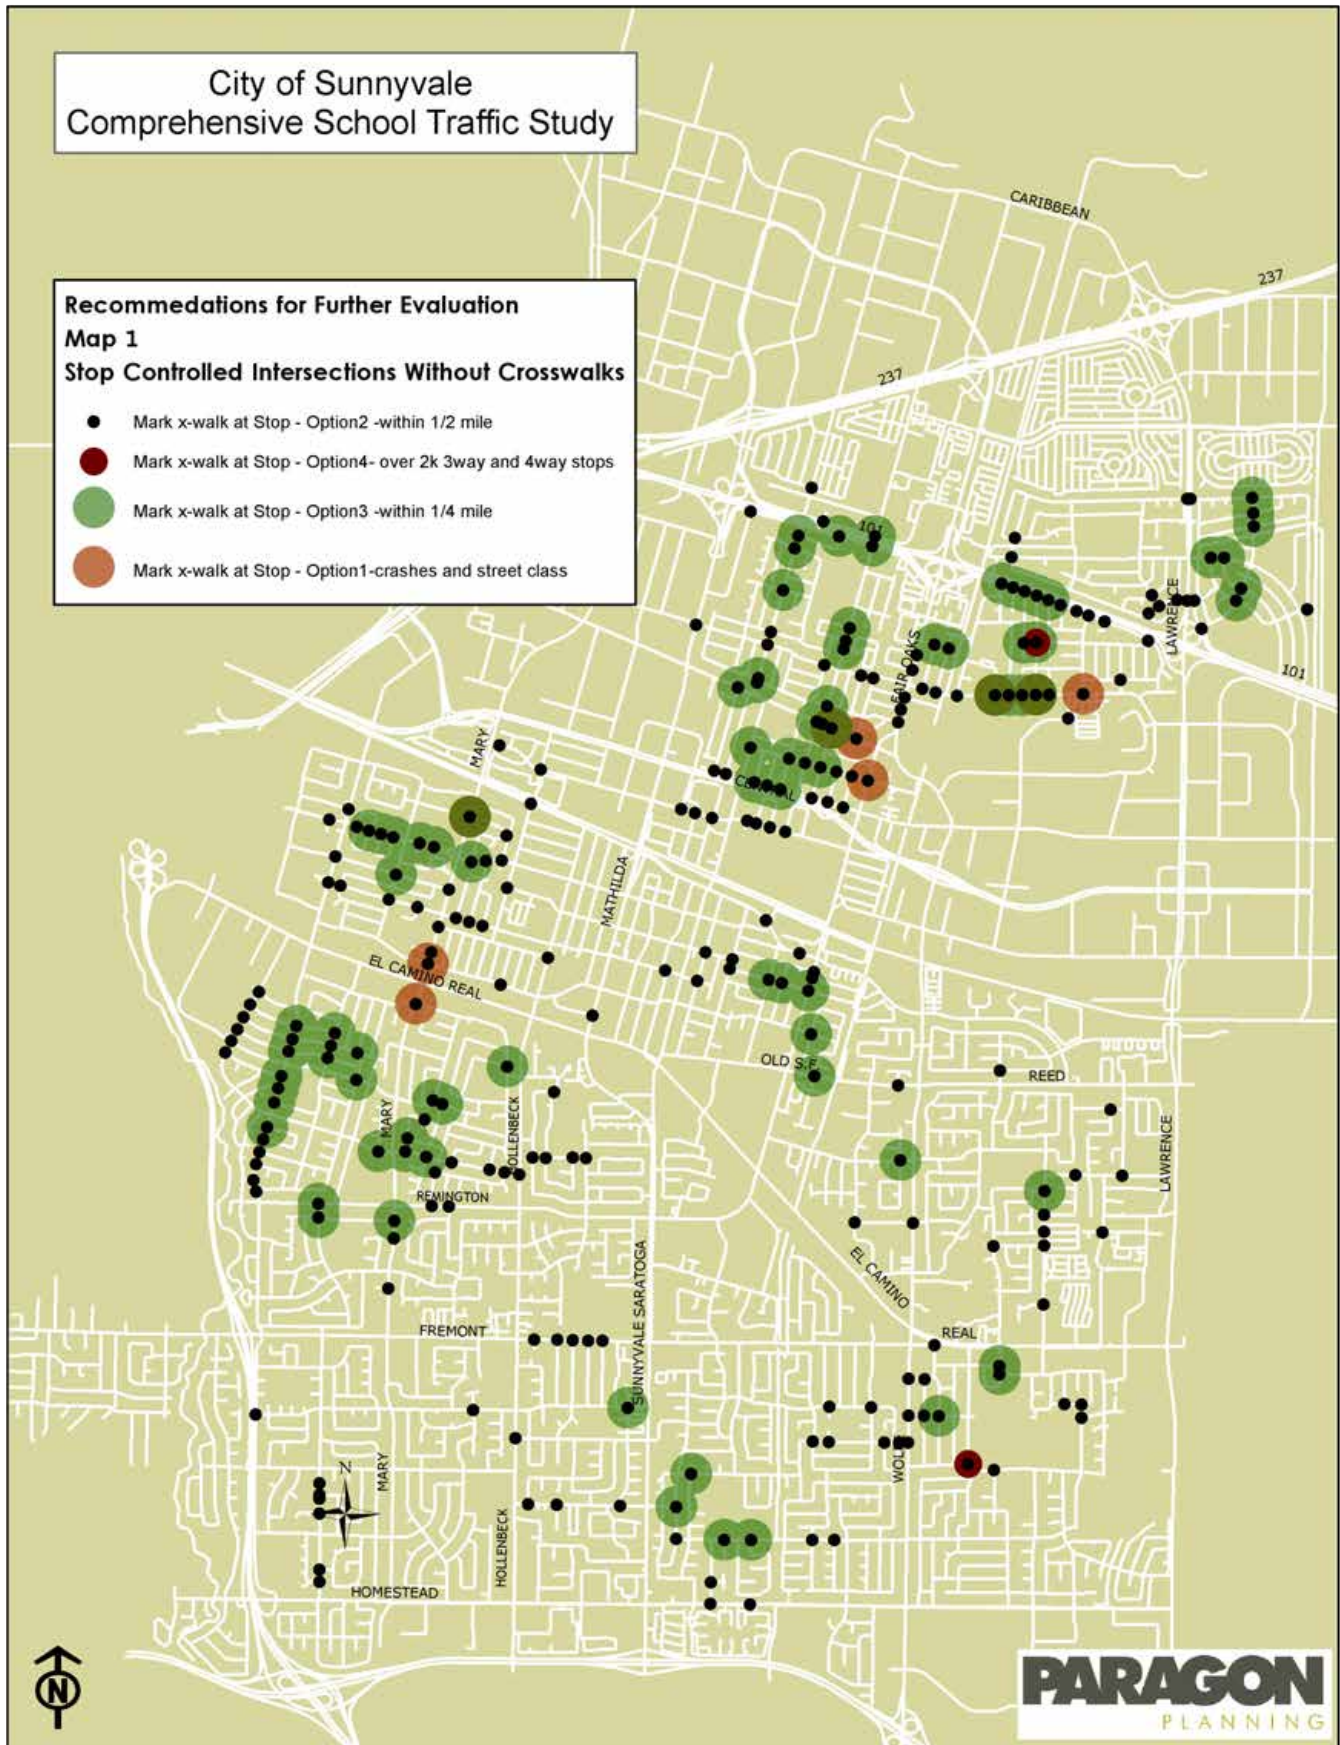 City of Sunnyvale
Comprehensive School Traffic Study
CARIBBEAN
237
Recommedations for Further Evaluation
Map 1
Stop Controlled Intersections Without Crosswalks
Mark x-walk at Stop - Option2 -within 1/2 mile
Mark x-walk at Stop - Option4- over 2k 3way and 4way stops
Mark x-walk at Stop - Option3 -within 1/4 mile
Mark x-walk at Stop - Option1-crashes and street class
237
101
LAWRENCE
FAIR OAKS
101
MARY
CENTRAL
MATHILDA
EL CAMINO REAL
OLD S.F.
REED
MARY
HOLLENBECK
LAWRENCE
REMINGTON
SUNNYVALE SARATOGA
EL CAMINO
REAL
FREMONT
MARY
N
HOLLENBECK
HOMESTEAD
N
PARAGON
PLANNING